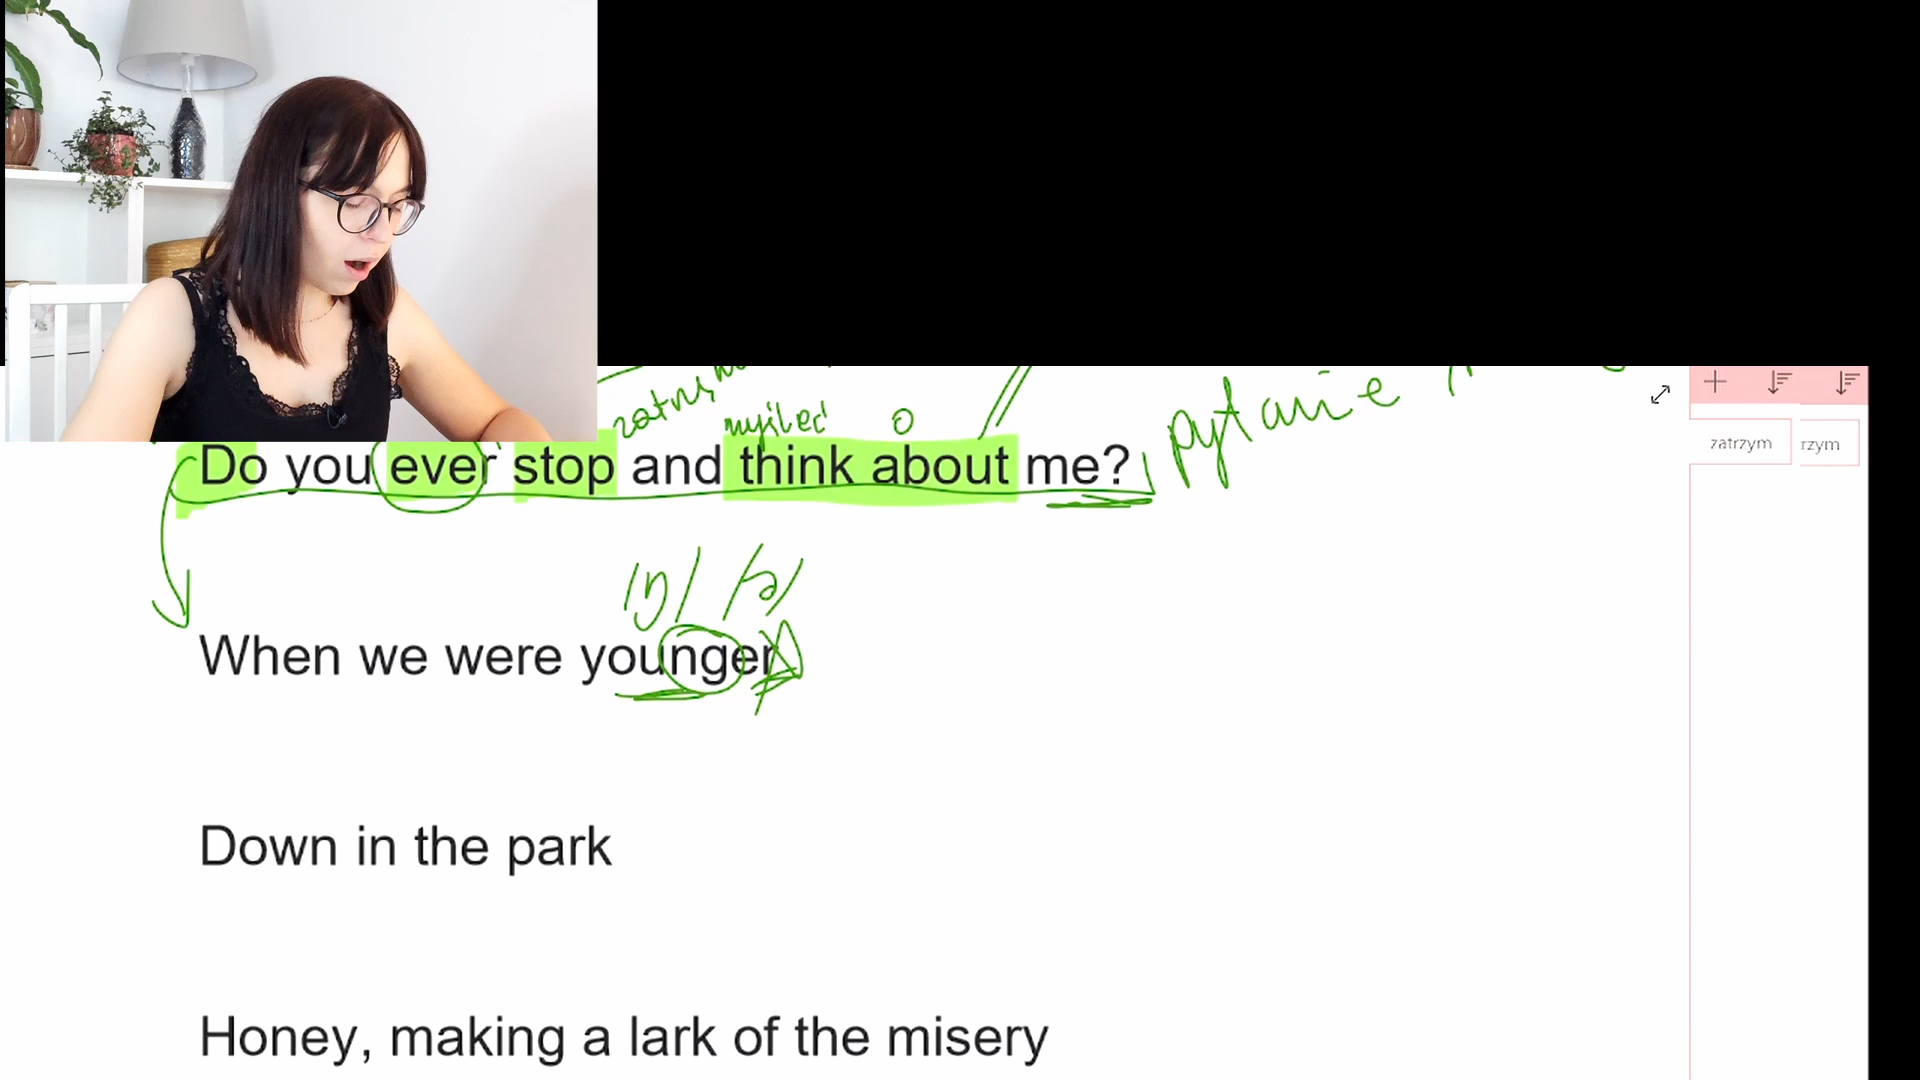 myśleć o pytanie
zatrzym rzym
Do you ever stop and think about me?
/ŋ/ /ə/
When we were younger
Down in the park
Honey, making a lark of the misery